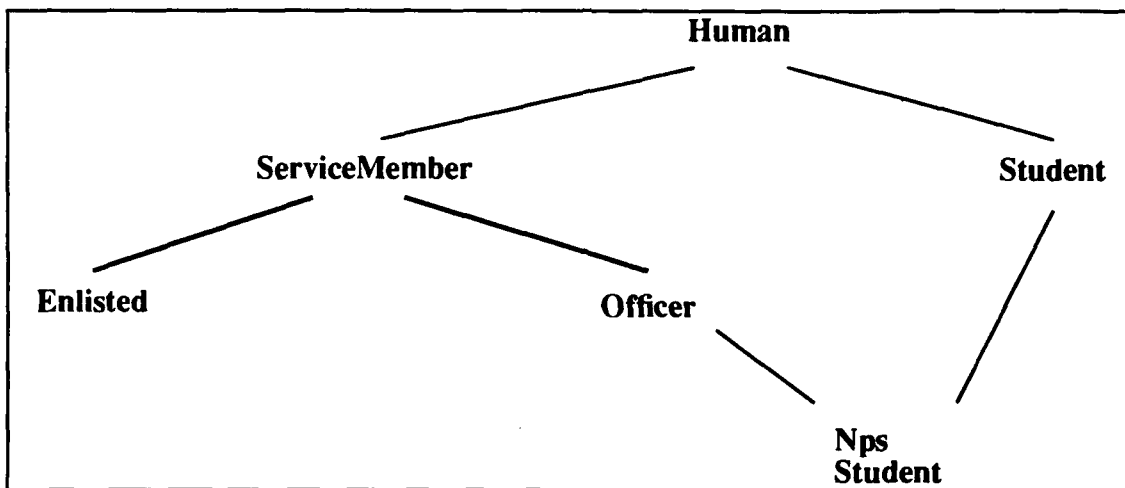 Human
ServiceMember
Student
Enlisted
Officer
Nps
Student